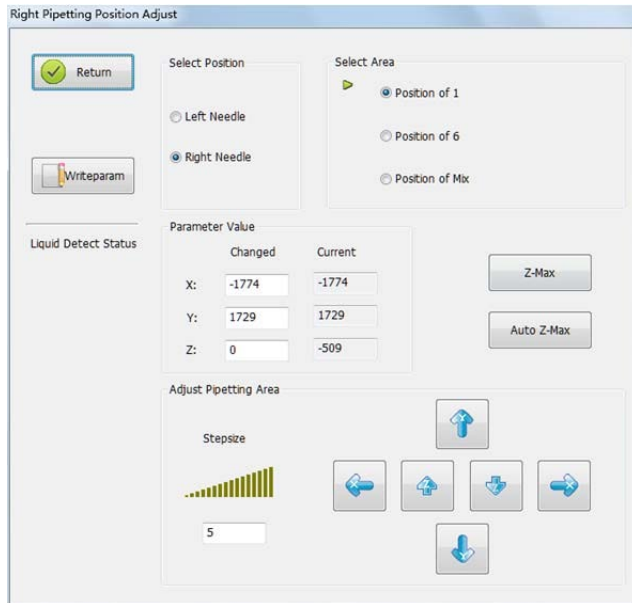 Right Pipetting Position Adjust
Return
Writeparam
Liquid Detect Status
Select Position
Left Needle
Right Needle
Select Area
Position of 1
Position of 6
Position of Mix
Parameter Value
Changed Current
X: -1774 -1774
Y: 1729 1729
Z: 0 -509
Z-Max
Auto Z-Max
Adjust Pipetting Area
Stepsize
5